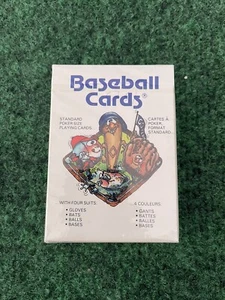 Baseball
Cards®
STANDARD
POKER SIZE
PLAYING CARDS.
CARTES À
POKER,
FORMAT
STANDARD.
WITH FOUR SUITS
• GLOVES
• BATS
• BALLS
• BASES
4 COULEURS:
• GANTS
• BATTES
• BALLES
• BASES